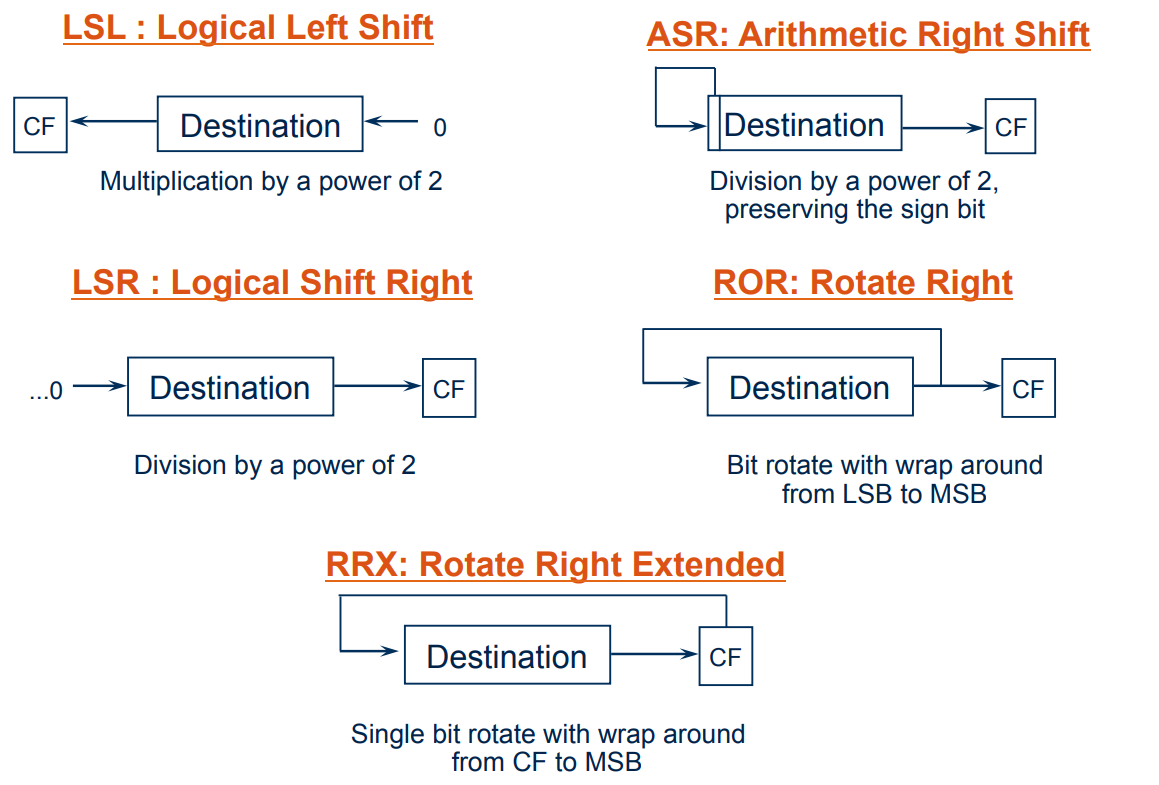 LSL : Logical Left Shift
CF
Destination
0
Multiplication by a power of 2
ASR: Arithmetic Right Shift
Destination
CF
Division by a power of 2,
preserving the sign bit
LSR : Logical Shift Right
...0
Destination
CF
Division by a power of 2
ROR: Rotate Right
Destination
CF
Bit rotate with wrap around
from LSB to MSB
RRX: Rotate Right Extended
Destination
CF
Single bit rotate with wrap around
from CF to MSB